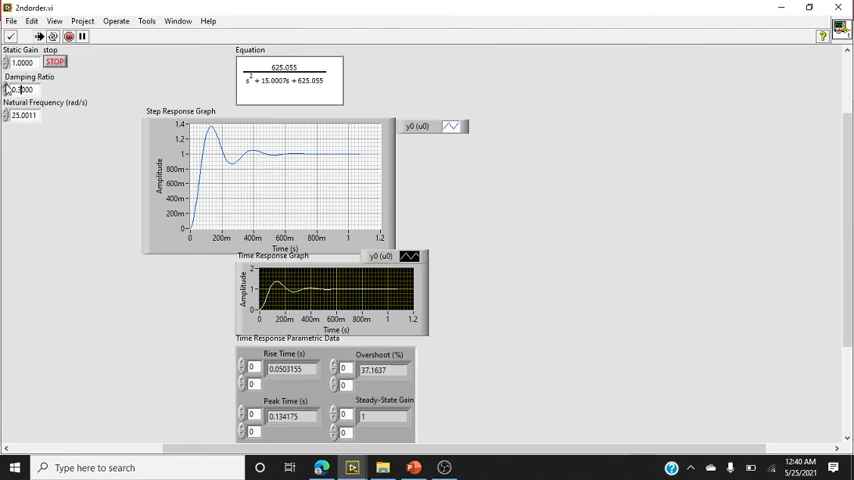 2ndorder.vi
File Edit View Project Operate Tools Window Help
Static Gain stop
1.0000 STOP
Damping Ratio
0.3000
Natural Frequency (rad/s)
25.0011
Equation
625.055
s2 + 15.0007s + 625.055
Step Response Graph
y0 (u0)
1.4
1.2
1
800m
600m
400m
200m
0
Amplitude
0 200m 400m 600m 800m 1 1.2
Time (s)
Time Response Graph
y0 (u0)
2
1
0
Amplitude
0 200m 400m 600m 800m 1 1.2
Time (s)
Time Response Parametric Data
Rise Time (s) Overshoot (%)
0 0.0503155 0 37.1637
0 0
Peak Time (s) Steady-State Gain
0 0.134175 0 1
0 0
Type here to search
12:40 AM
5/25/2021